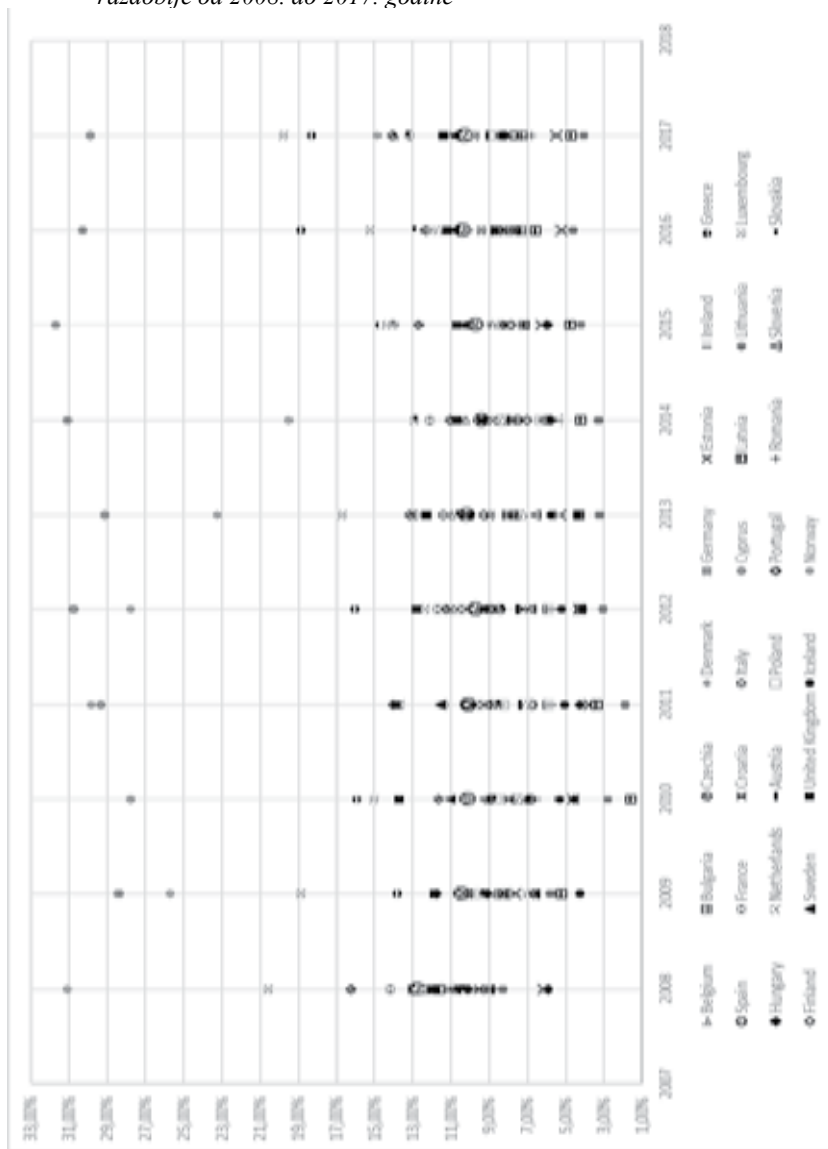 razdoblje od 2008. do 2017. godine
33,00%
31,00%
29,00%
27,00%
25,00%
23,00%
21,00%
19,00%
17,00%
15,00%
13,00%
11,00%
9,00%
7,00%
5,00%
3,00%
1,00%
2007 2008 2009 2010 2011 2012 2013 2014 2015 2016 2017 2018
Belgium Bulgaria Czechia Denmark Germany Estonia Ireland Greece
Spain France Croatia Italy Cyprus Latvia Lithuania Luxembourg
Hungary Netherlands Austria Poland Portugal Romania Slovenia Slovakia
Finland Sweden United Kingdom Iceland Norway